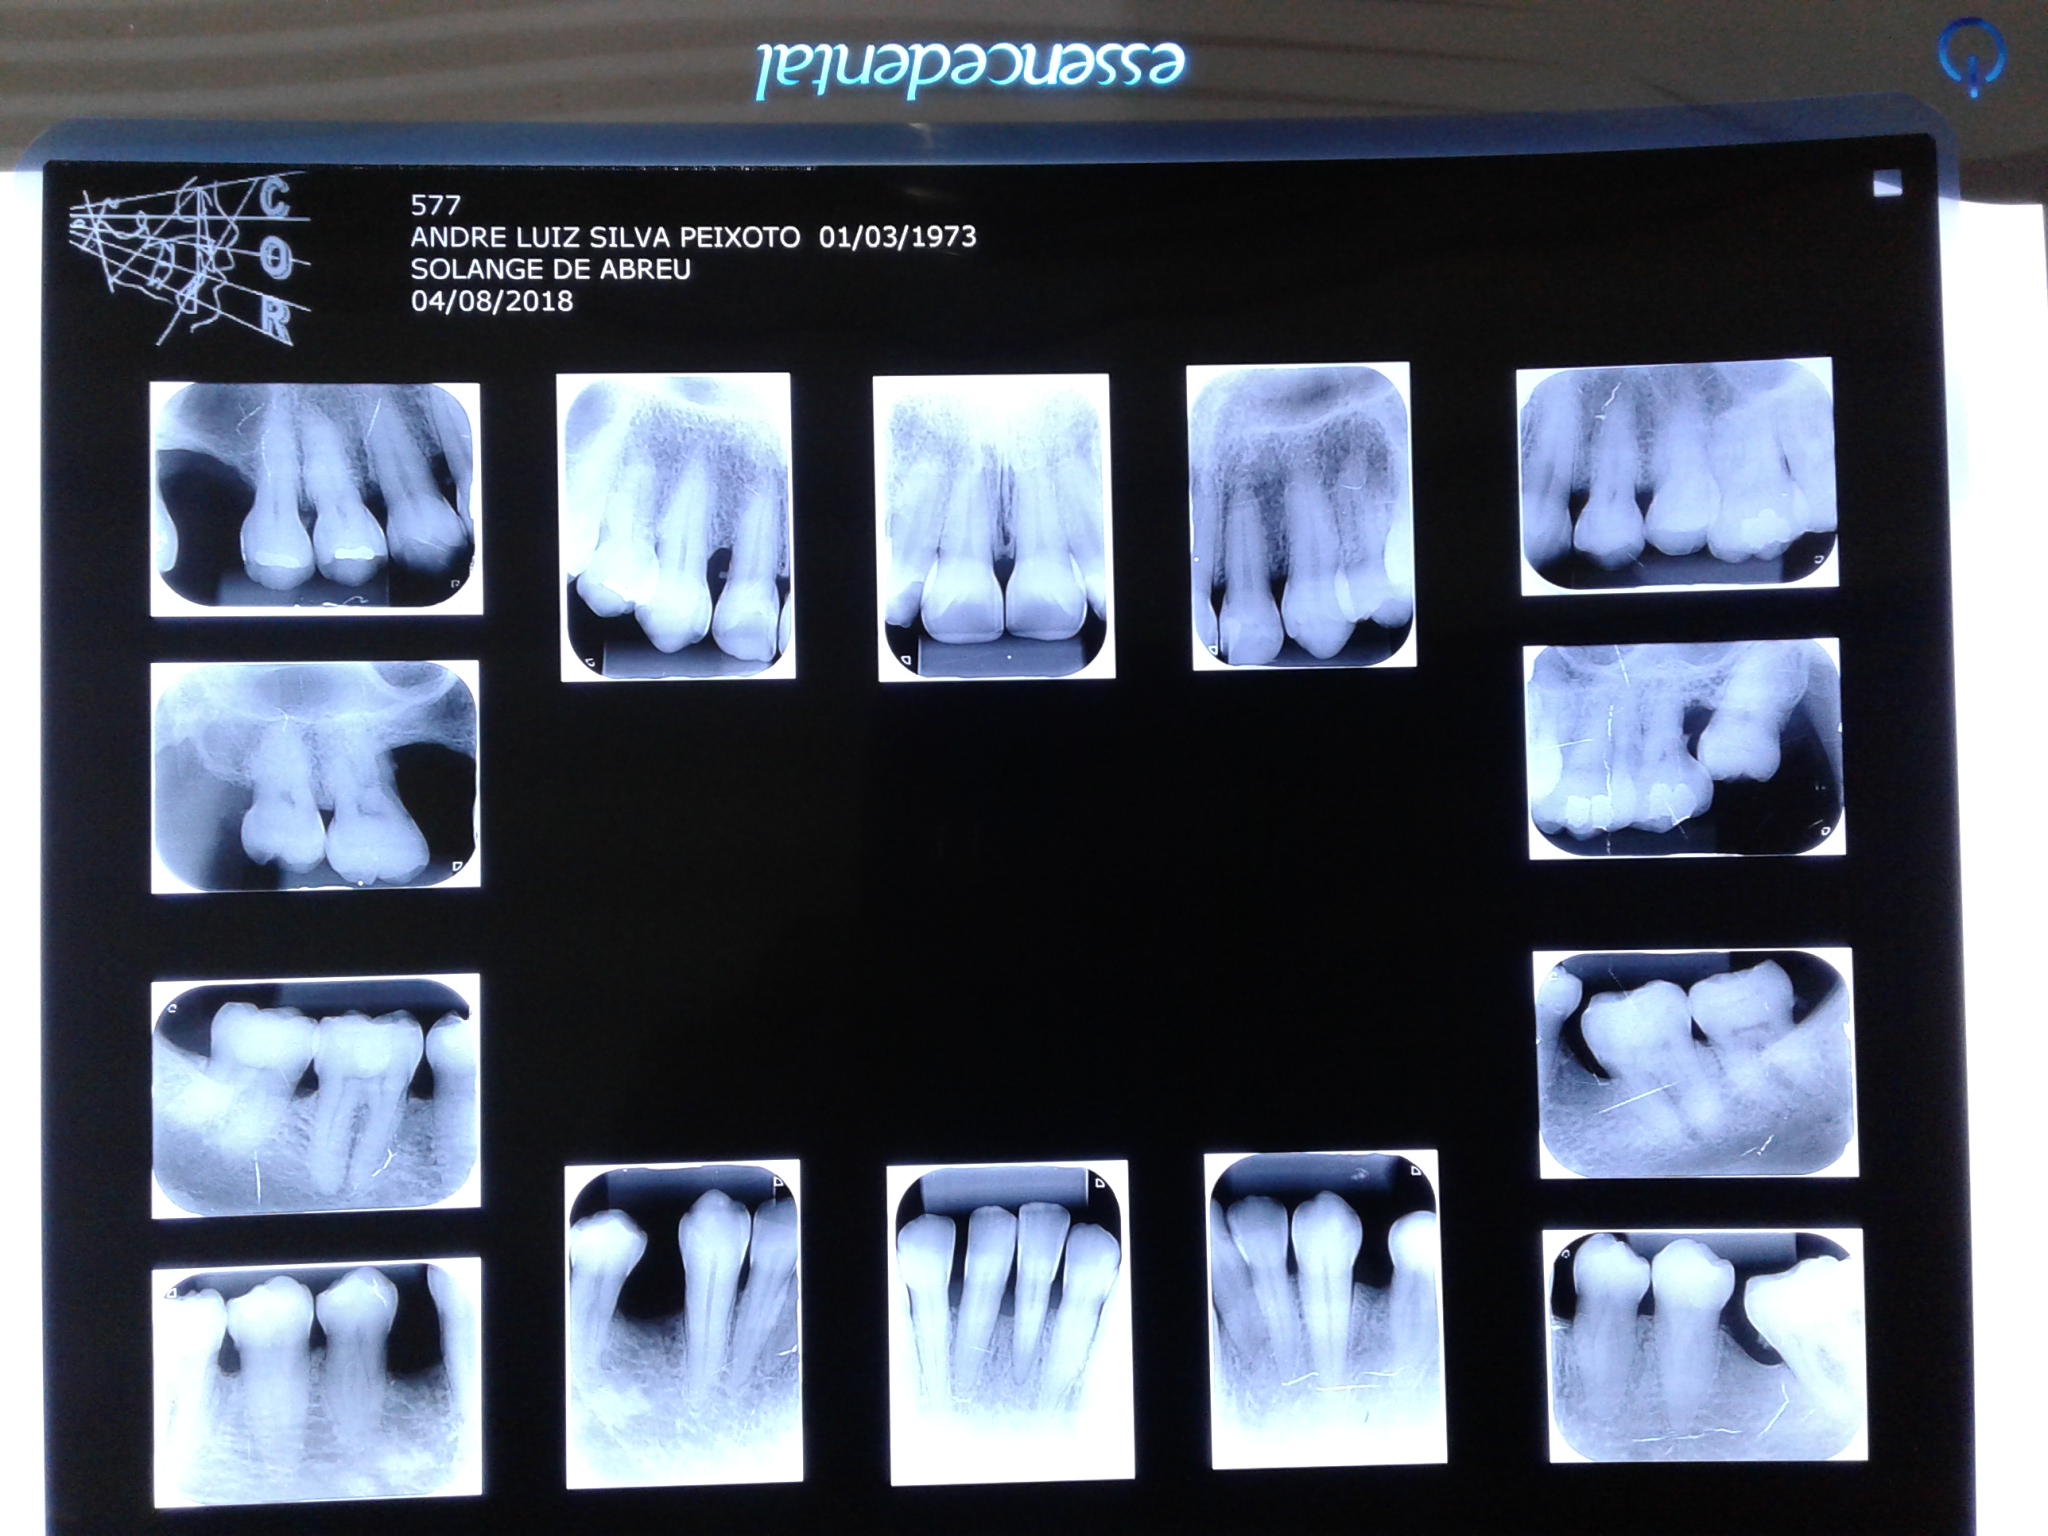 essencedental
577
ANDRE LUIZ SILVA PEIXOTO 01/03/1973
SOLANGE DE ABREU
04/08/2018
C
O
R